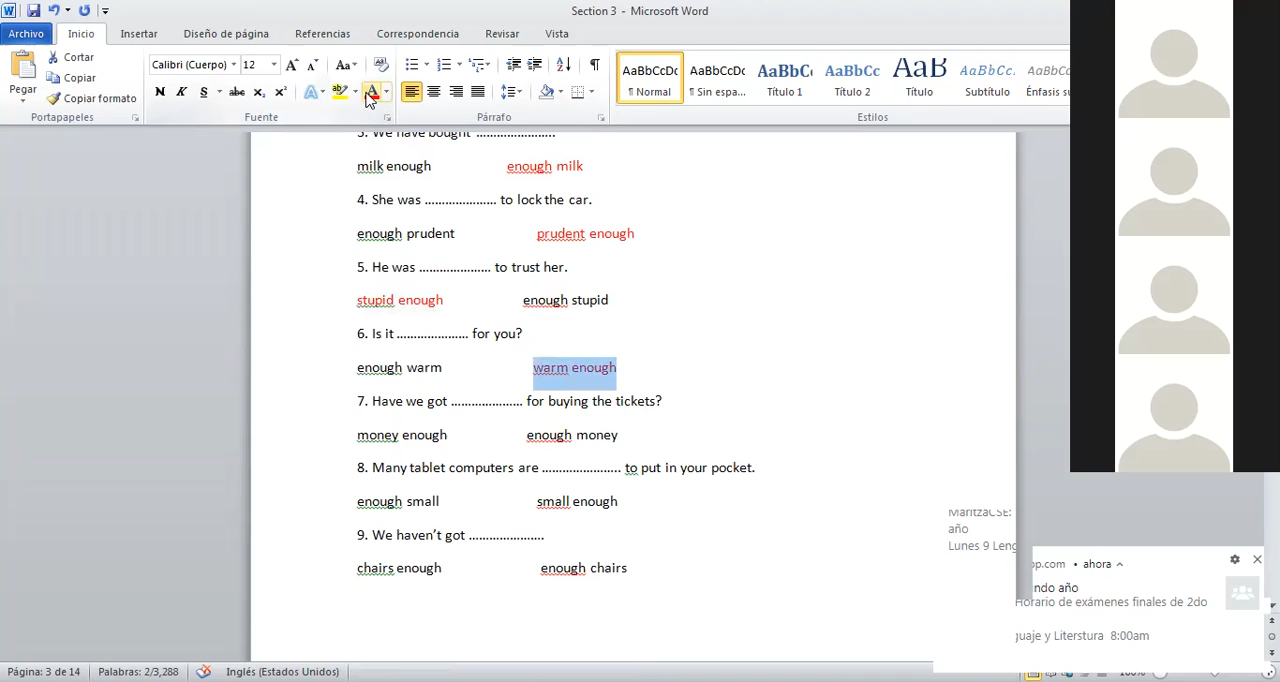 Section 3 - Microsoft Word
Archivo Inicio Insertar Diseño de página Referencias Correspondencia Revisar Vista
Pegar
Cortar
Copiar
Copiar formato
Portapapeles
Calibri (Cuerpo) 12
Fuente
Párrafo
AaBbCcDc AaBbCcDc AaBbC AaBbCc AaB AaBbCc. AaBbC
¶ Normal ¶ Sin espa... Título 1 Título 2 Título Subtítulo Énfasis su
Estilos
3. We have bought ………………….
milk enough enough milk
4. She was ………………… to lock the car.
enough prudent prudent enough
5. He was ………………… to trust her.
stupid enough enough stupid
6. Is it ………………… for you?
enough warm warm enough
7. Have we got ………………… for buying the tickets?
money enough enough money
8. Many tablet computers are ………………….. to put in your pocket.
enough small small enough
9. We haven’t got ………………….
chairs enough enough chairs
MaritzaCSE:
año
Lunes 9 Leng
pp.com • ahora
undo año
Horario de exámenes finales de 2do
guaje y Literstura 8:00am
Página: 3 de 14 Palabras: 2/3,288 Inglés (Estados Unidos)